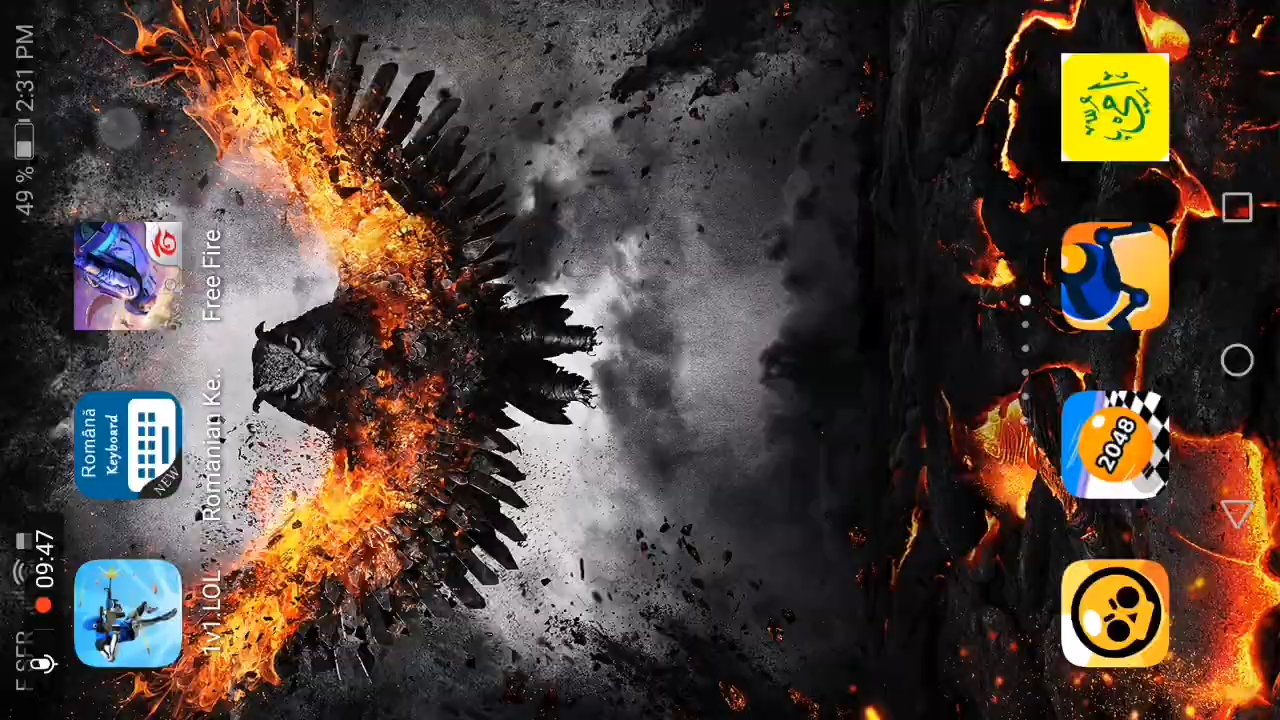 49 % 2:31 PM
09:47
1v1.LOL
Română
Keyboard
NEW
Romanian Ke..
Free Fire
2048